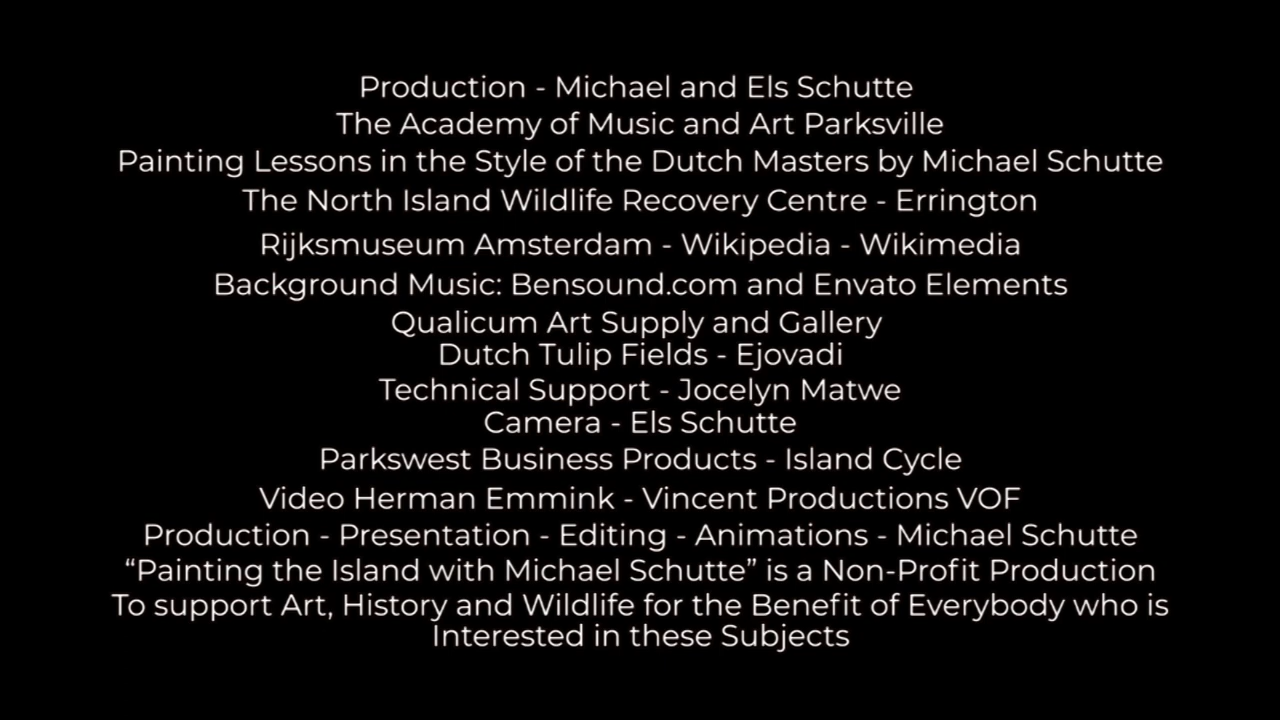 Production - Michael and Els Schutte
The Academy of Music and Art Parksville
Painting Lessons in the Style of the Dutch Masters by Michael Schutte
The North Island Wildlife Recovery Centre - Errington
Rijksmuseum Amsterdam - Wikipedia - Wikimedia
Background Music: Bensound.com and Envato Elements
Qualicum Art Supply and Gallery
Dutch Tulip Fields - Ejovadi
Technical Support - Jocelyn Matwe
Camera - Els Schutte
Parkswest Business Products - Island Cycle
Video Herman Emmink - Vincent Productions VOF
Production - Presentation - Editing - Animations - Michael Schutte
“Painting the Island with Michael Schutte” is a Non-Profit Production
To support Art, History and Wildlife for the Benefit of Everybody who is
Interested in these Subjects